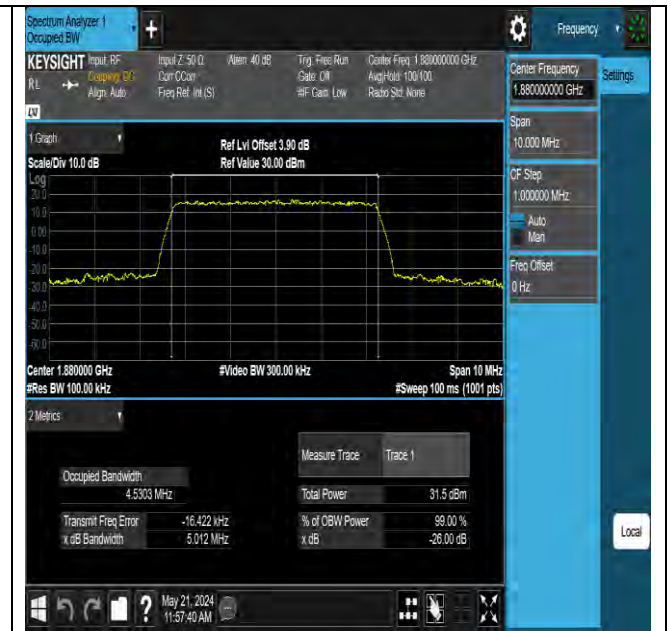 Spectrum Analyzer 1
Occupied BW
+
Frequency
KEYSIGHT
Input: RF
Input Z: 50 Ω
Atten: 40 dB
Trig: Free Run
Center Freq: 1.880000000 GHz
RL
Coupling: DC
Corr CCorr
Gate: Off
Avg|Hold: 100/100
Align: Auto
Freq Ref: Int (S)
#IF Gain: Low
Radio Std: None
LXI
Center Frequency
1.880000000 GHz
Settings
Span
10.000 MHz
CF Step
1.000000 MHz
Auto
Man
Freq Offset
0 Hz
Local
1 Graph
Scale/Div 10.0 dB
Ref Lvl Offset 3.90 dB
Ref Value 30.00 dBm
Log
20.0
10.0
0.00
-10.0
-20.0
-30.0
-40.0
-50.0
-60.0
Center 1.880000 GHz
#Video BW 300.00 kHz
Span 10 MHz
#Res BW 100.00 kHz
#Sweep 100 ms (1001 pts)
2 Metrics
Measure Trace
Trace 1
Occupied Bandwidth
4.5303 MHz
Total Power
31.5 dBm
Transmit Freq Error
-16.422 kHz
% of OBW Power
99.00 %
x dB Bandwidth
5.012 MHz
x dB
-26.00 dB
?
May 21, 2024
11:57:40 AM